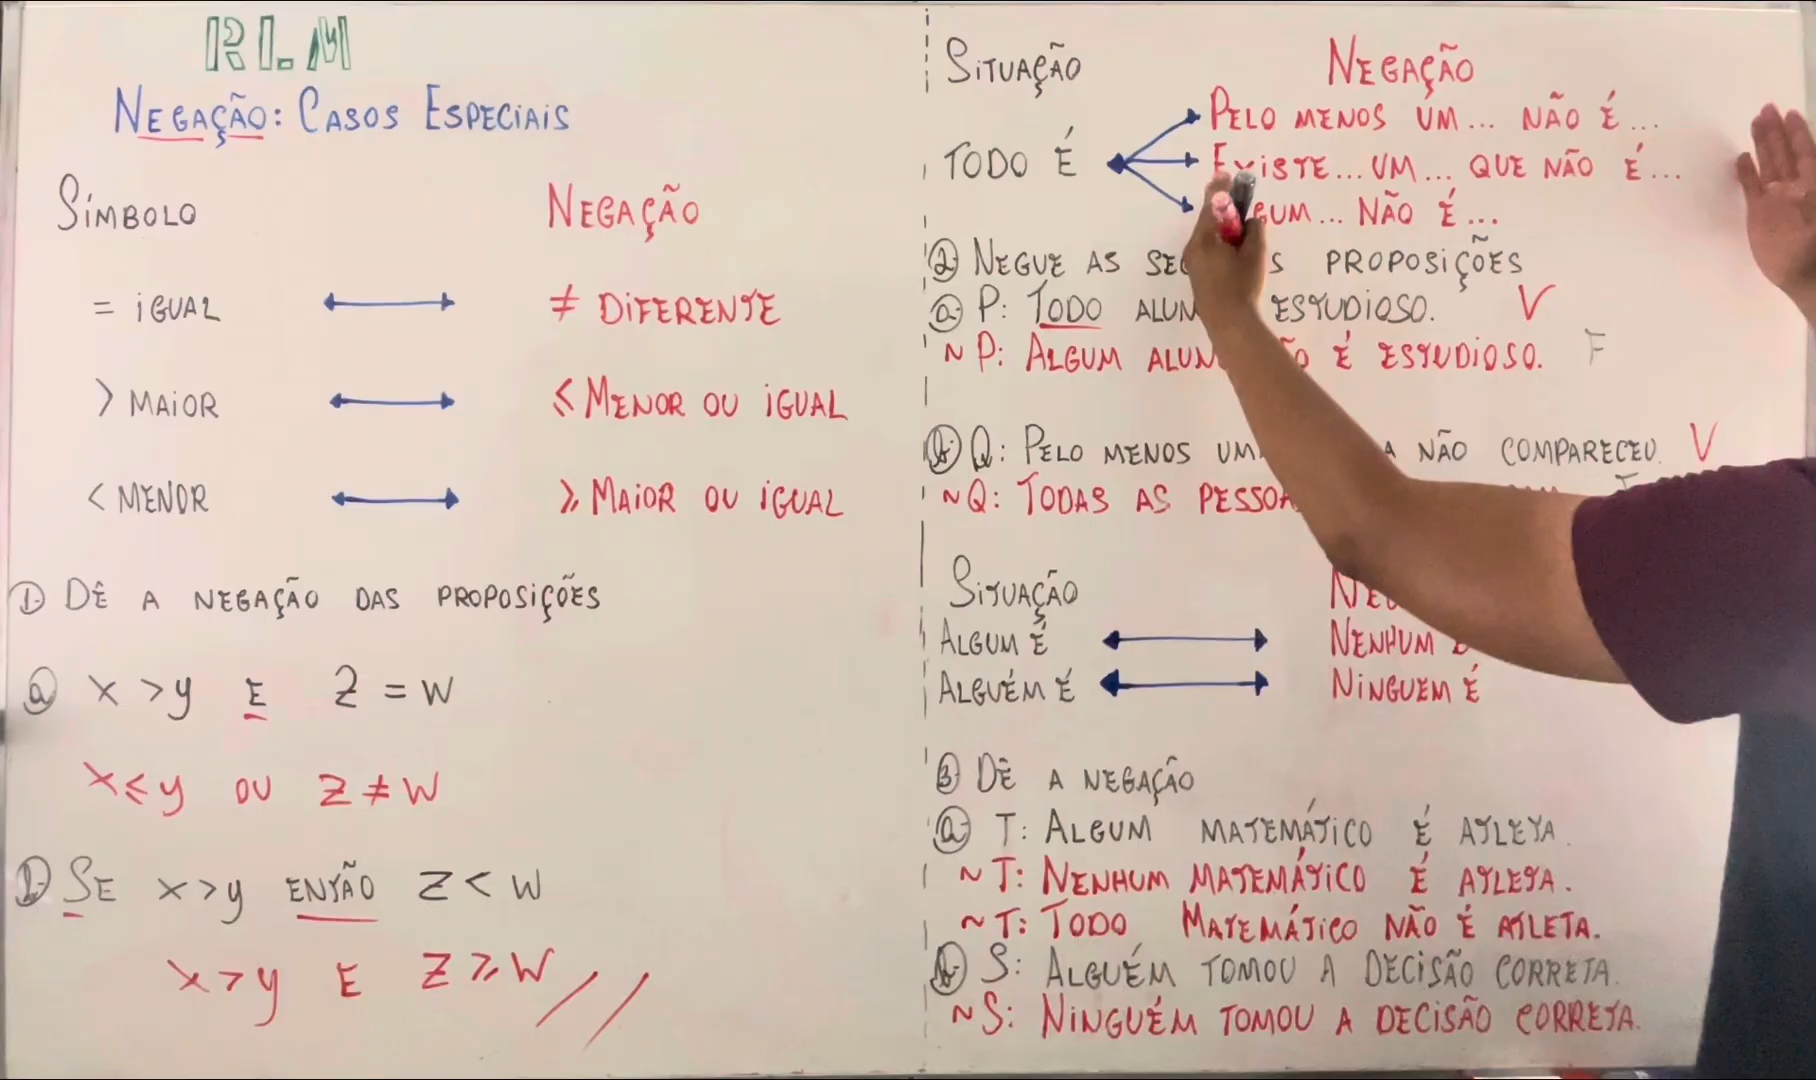 RLM
NEGAÇÃO: CASOS ESPECIAIS
SÍMBOLO NEGAÇÃO
= IGUAL ≠ DIFERENTE
> MAIOR ≤ MENOR OU IGUAL
< MENOR ≥ MAIOR OU IGUAL
1) DÊ A NEGAÇÃO DAS PROPOSIÇÕES
a) x > y E Z = W
x ≤ y OU Z ≠ W
b) SE x > y ENTÃO Z < W
x > y E Z ≥ W //
SITUAÇÃO NEGAÇÃO
PELO MENOS UM... NÃO É...
TODO É EXISTE... UM... QUE NÃO É...
NÃO É...
2) NEGUE AS PROPOSIÇÕES
a) P: TODO ESTUDIOSO. V
~P: ALGUM É ESTUDIOSO. F
b) Q: PELO MENOS NÃO COMPARECEU. V
~Q: TODAS AS
SITUAÇÃO
ALGUM É NENHUM
ALGUÉM É NINGUEM É
3) DÊ A NEGAÇÃO
a) T: ALGUM MATEMÁTICO É ATLETA.
~T: NENHUM MATEMÁTICO É ATLETA.
~T: TODO MATEMÁTICO NÃO É ATLETA.
b) S: ALGUÉM TOMOU A DECISÃO CORRETA.
~S: NINGUÉM TOMOU A DECISÃO CORRETA.